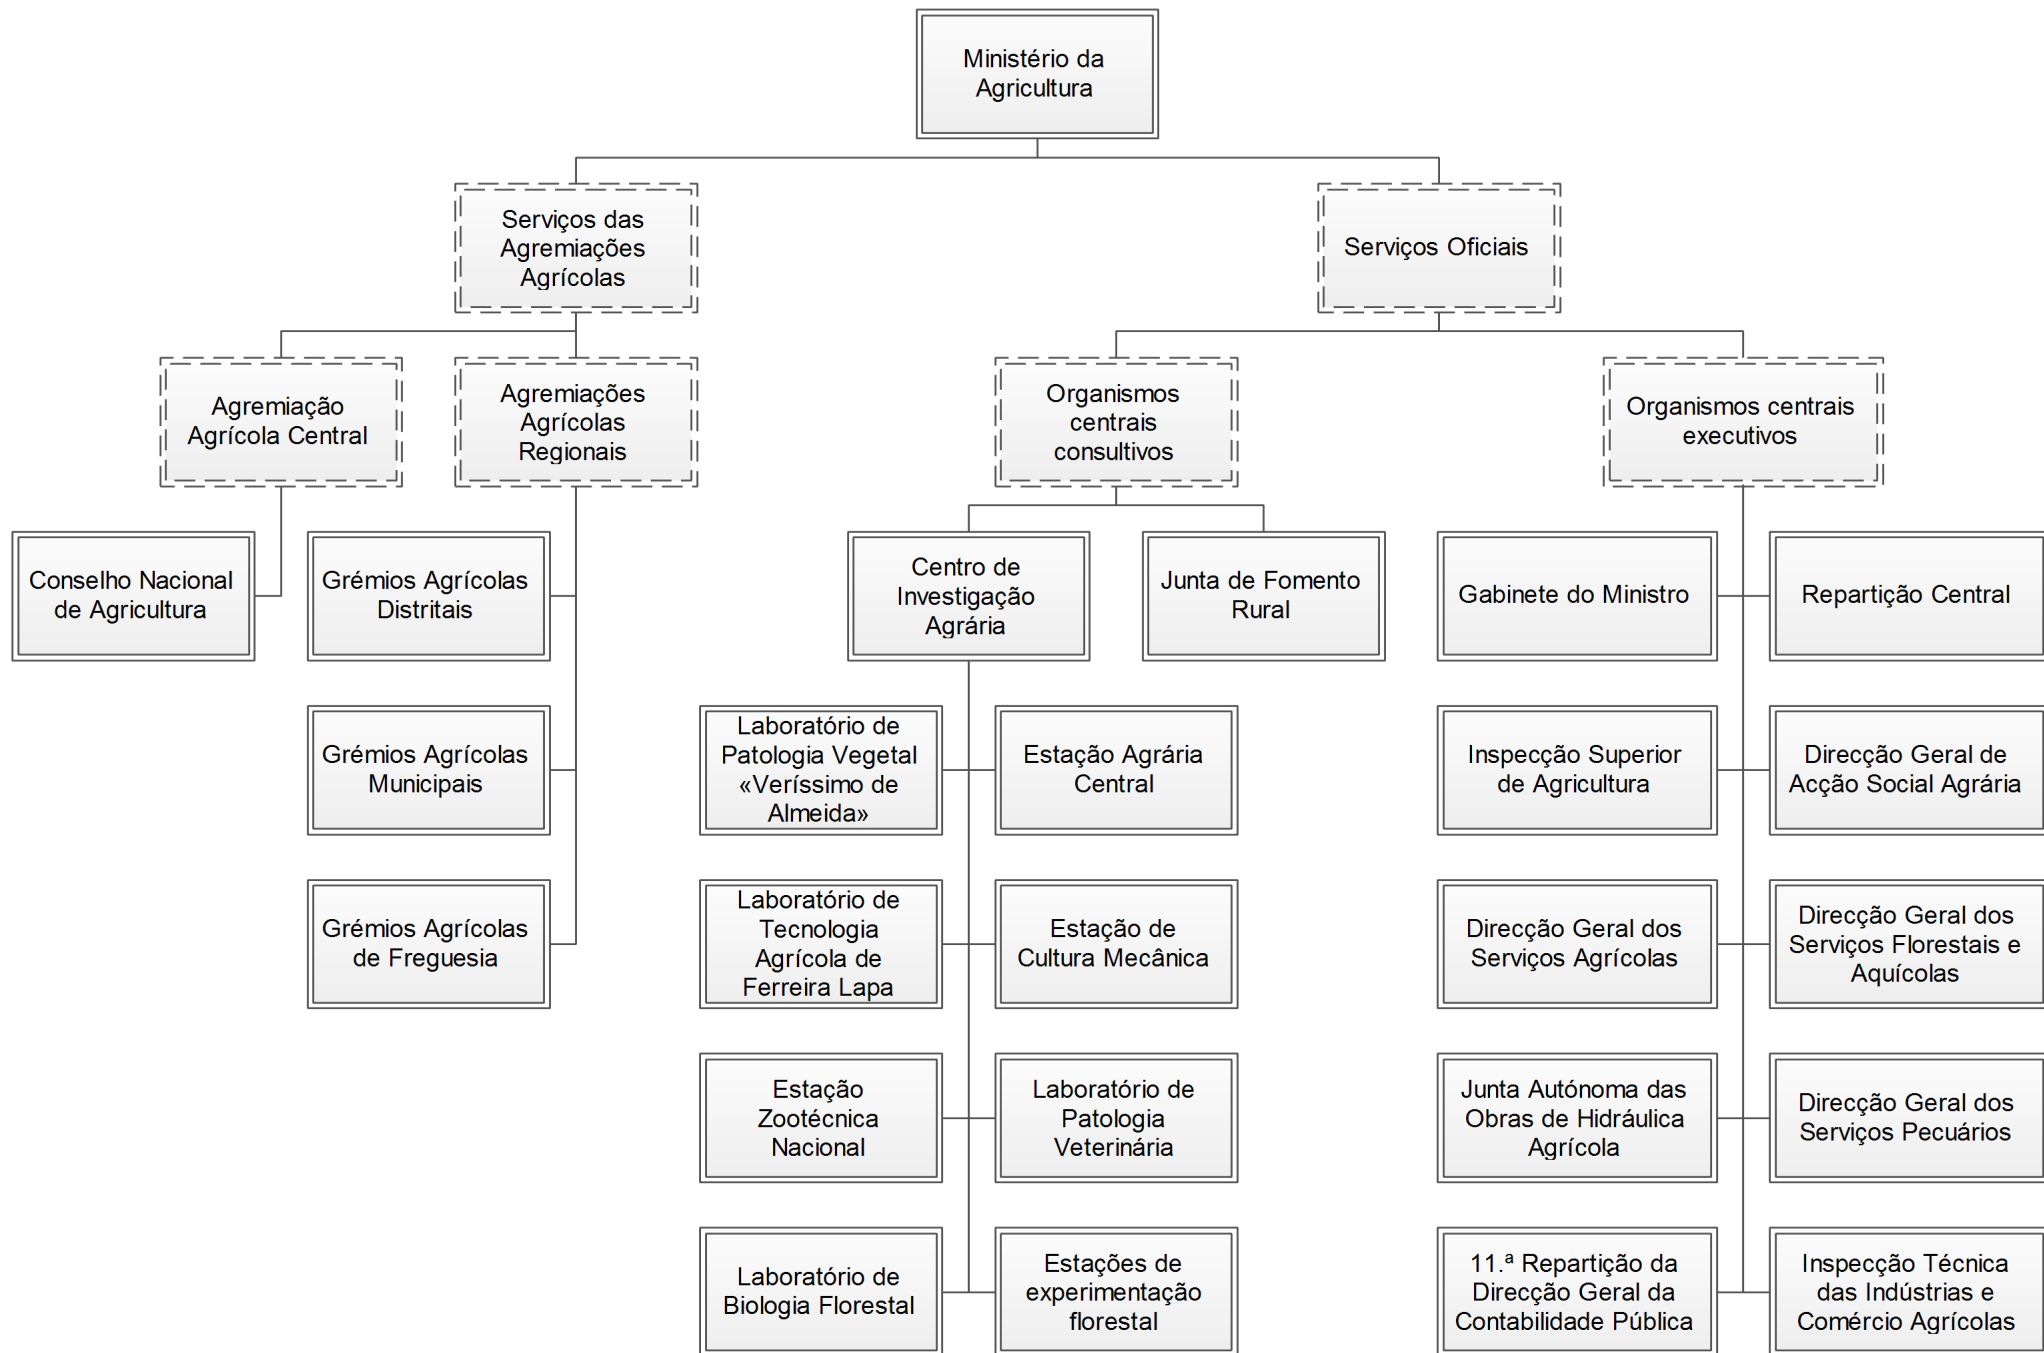 Ministério da
Agricultura
Serviços das
Agremiações
Agrícolas
Serviços Oficiais
Agremiação
Agrícola Central
Agremiações
Agrícolas
Regionais
Organismos
centrais
consultivos
Organismos centrais
executivos
Conselho Nacional
de Agricultura
Grémios Agrícolas
Distritais
Centro de
Investigação
Agrária
Junta de Fomento
Rural
Gabinete do Ministro
Repartição Central
Grémios Agrícolas
Municipais
Laboratório de
Patologia Vegetal
«Veríssimo de
Almeida»
Estação Agrária
Central
Inspecção Superior
de Agricultura
Direcção Geral de
Acção Social Agrária
Grémios Agrícolas
de Freguesia
Laboratório de
Tecnologia
Agrícola de
Ferreira Lapa
Estação de
Cultura Mecânica
Direcção Geral dos
Serviços Agrícolas
Direcção Geral dos
Serviços Florestais e
Aquícolas
Estação
Zootécnica
Nacional
Laboratório de
Patologia
Veterinária
Junta Autónoma das
Obras de Hidráulica
Agrícola
Direcção Geral dos
Serviços Pecuários
Laboratório de
Biologia Florestal
Estações de
experimentação
florestal
11.ª Repartição da
Direcção Geral da
Contabilidade Pública
Inspecção Técnica
das Indústrias e
Comércio Agrícolas